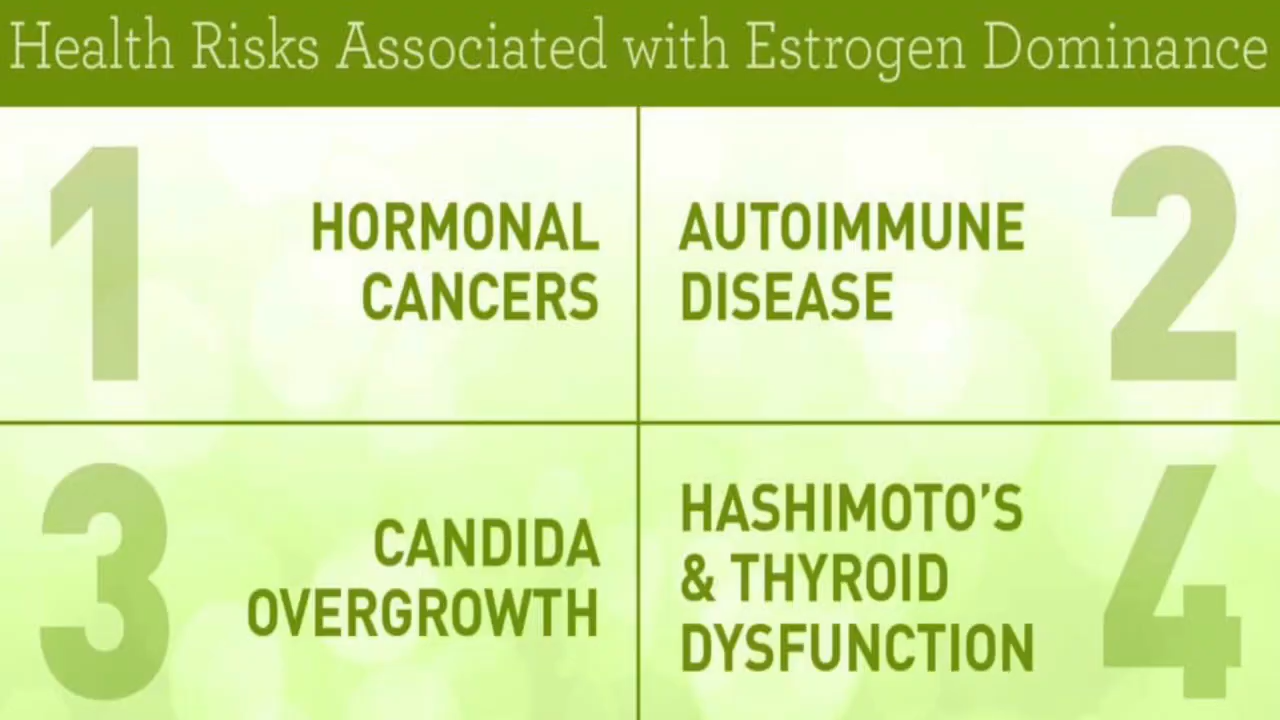 Health Risks Associated with Estrogen Dominance
1
HORMONAL
CANCERS
AUTOIMMUNE
DISEASE
2
3
CANDIDA
OVERGROWTH
HASHIMOTO'S
& THYROID
DYSFUNCTION
4